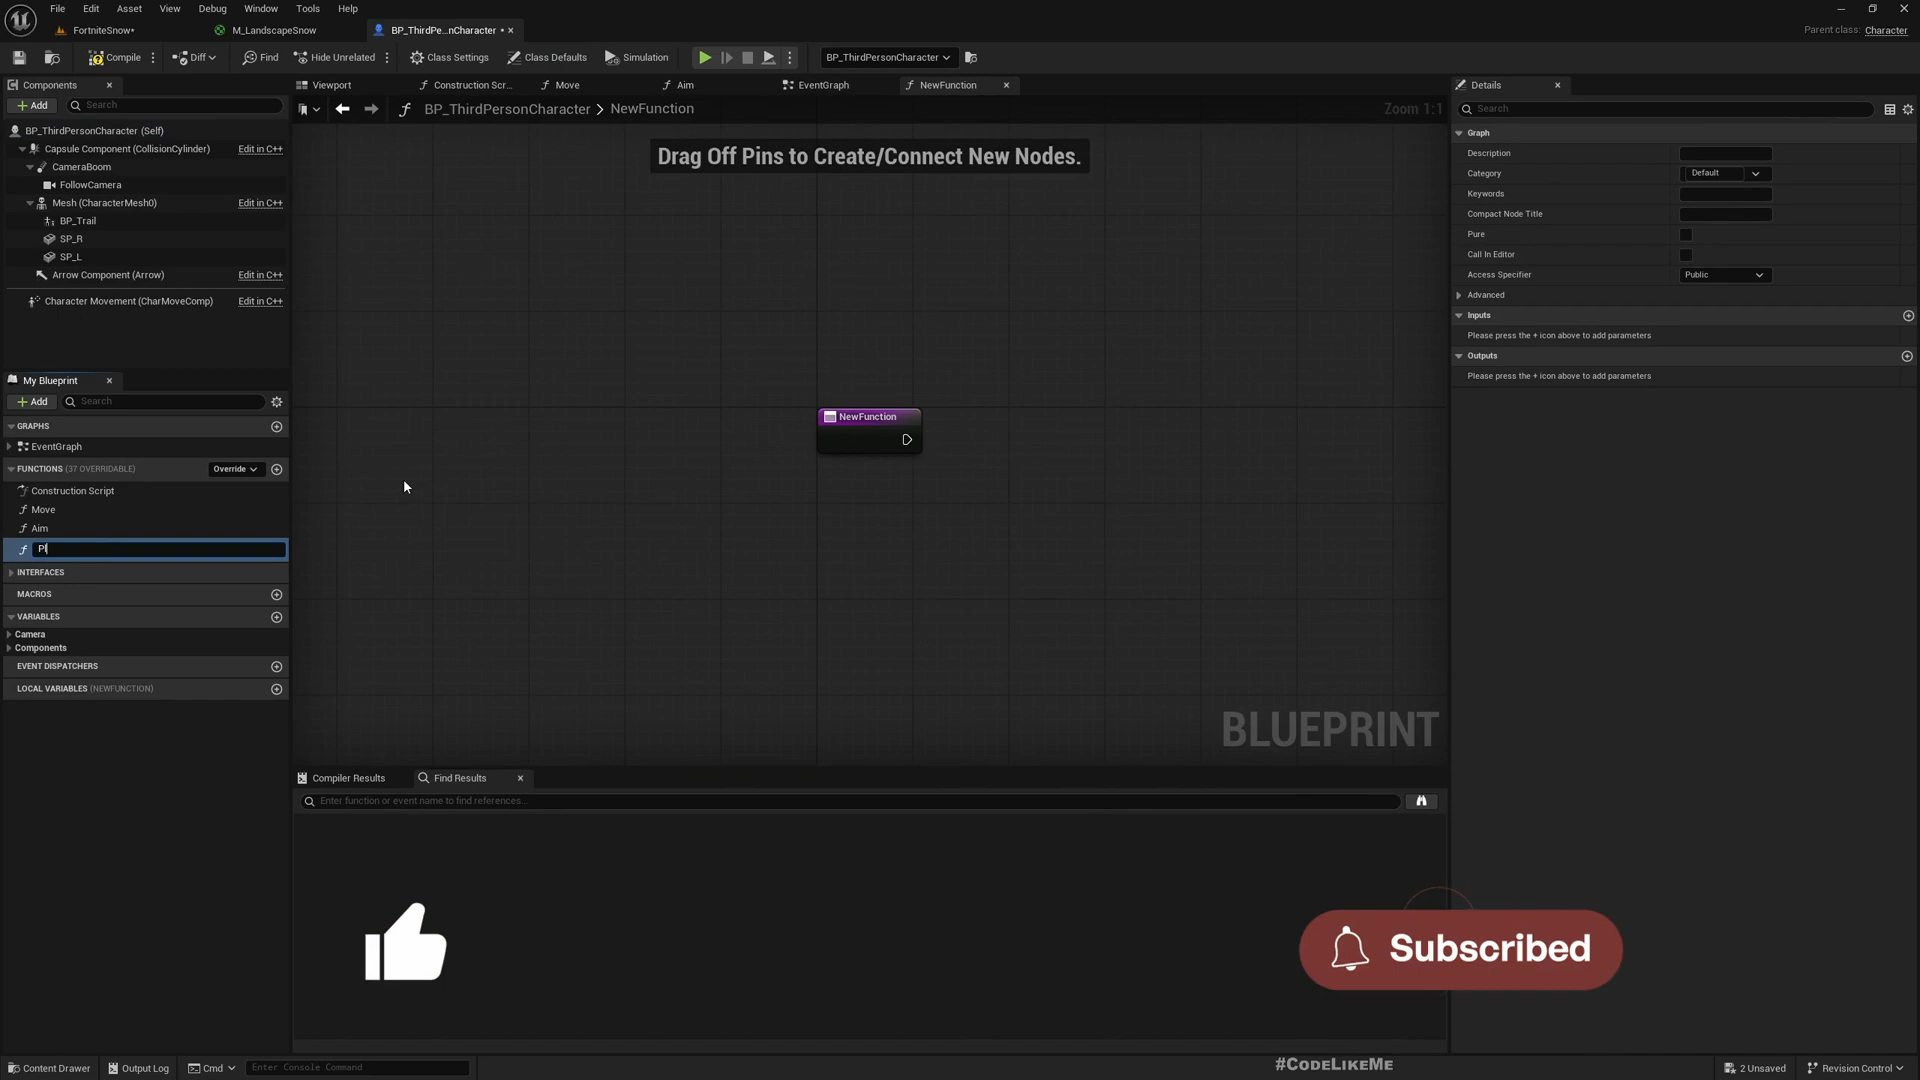 File Edit Asset View Debug Window Tools Help
FortniteSnow* M_LandscapeSnow BP_ThirdPe...nCharacter •
Parent class: Character
Compile Diff Find Hide Unrelated Class Settings Class Defaults Simulation BP_ThirdPersonCharacter
Components
Add Search
BP_ThirdPersonCharacter (Self)
Capsule Component (CollisionCylinder) Edit in C++
CameraBoom
FollowCamera
Mesh (CharacterMesh0) Edit in C++
BP_Trail
SP_R
SP_L
Arrow Component (Arrow) Edit in C++
Character Movement (CharMoveComp) Edit in C++
My Blueprint
+ Add Search
GRAPHS
EventGraph
FUNCTIONS (37 OVERRIDABLE) Override
Construction Script
Move
Aim
Pl
INTERFACES
MACROS
VARIABLES
Camera
Components
EVENT DISPATCHERS
LOCAL VARIABLES (NEWFUNCTION)
Viewport Construction Scr... Move Aim EventGraph NewFunction
BP_ThirdPersonCharacter > NewFunction
Zoom 1:1
Drag Off Pins to Create/Connect New Nodes.
NewFunction
BLUEPRINT
Compiler Results Find Results
Enter function or event name to find references...
Details
Search
Graph
Description
Category Default
Keywords
Compact Node Title
Pure
Call In Editor
Access Specifier Public
Advanced
Inputs
Please press the + icon above to add parameters
Outputs
Please press the + icon above to add parameters
Subscribed
Content Drawer Output Log Cmd Enter Console Command
#CODELIKEME
2 Unsaved Revision Control